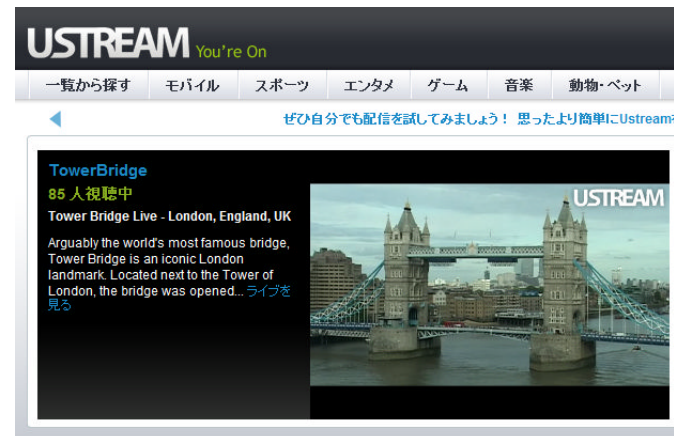 USTREAM You're On
一覧から探す モバイル スポーツ エンタメ ゲーム 音楽 動物・ペット
ぜひ自分でも配信を試してみましょう！ 思ったより簡単にUstream
TowerBridge
85 人視聴中
Tower Bridge Live - London, England, UK
Arguably the world's most famous bridge,
Tower Bridge is an iconic London
landmark. Located next to the Tower of
London, the bridge was opened... ライブを
見る
USTREAM